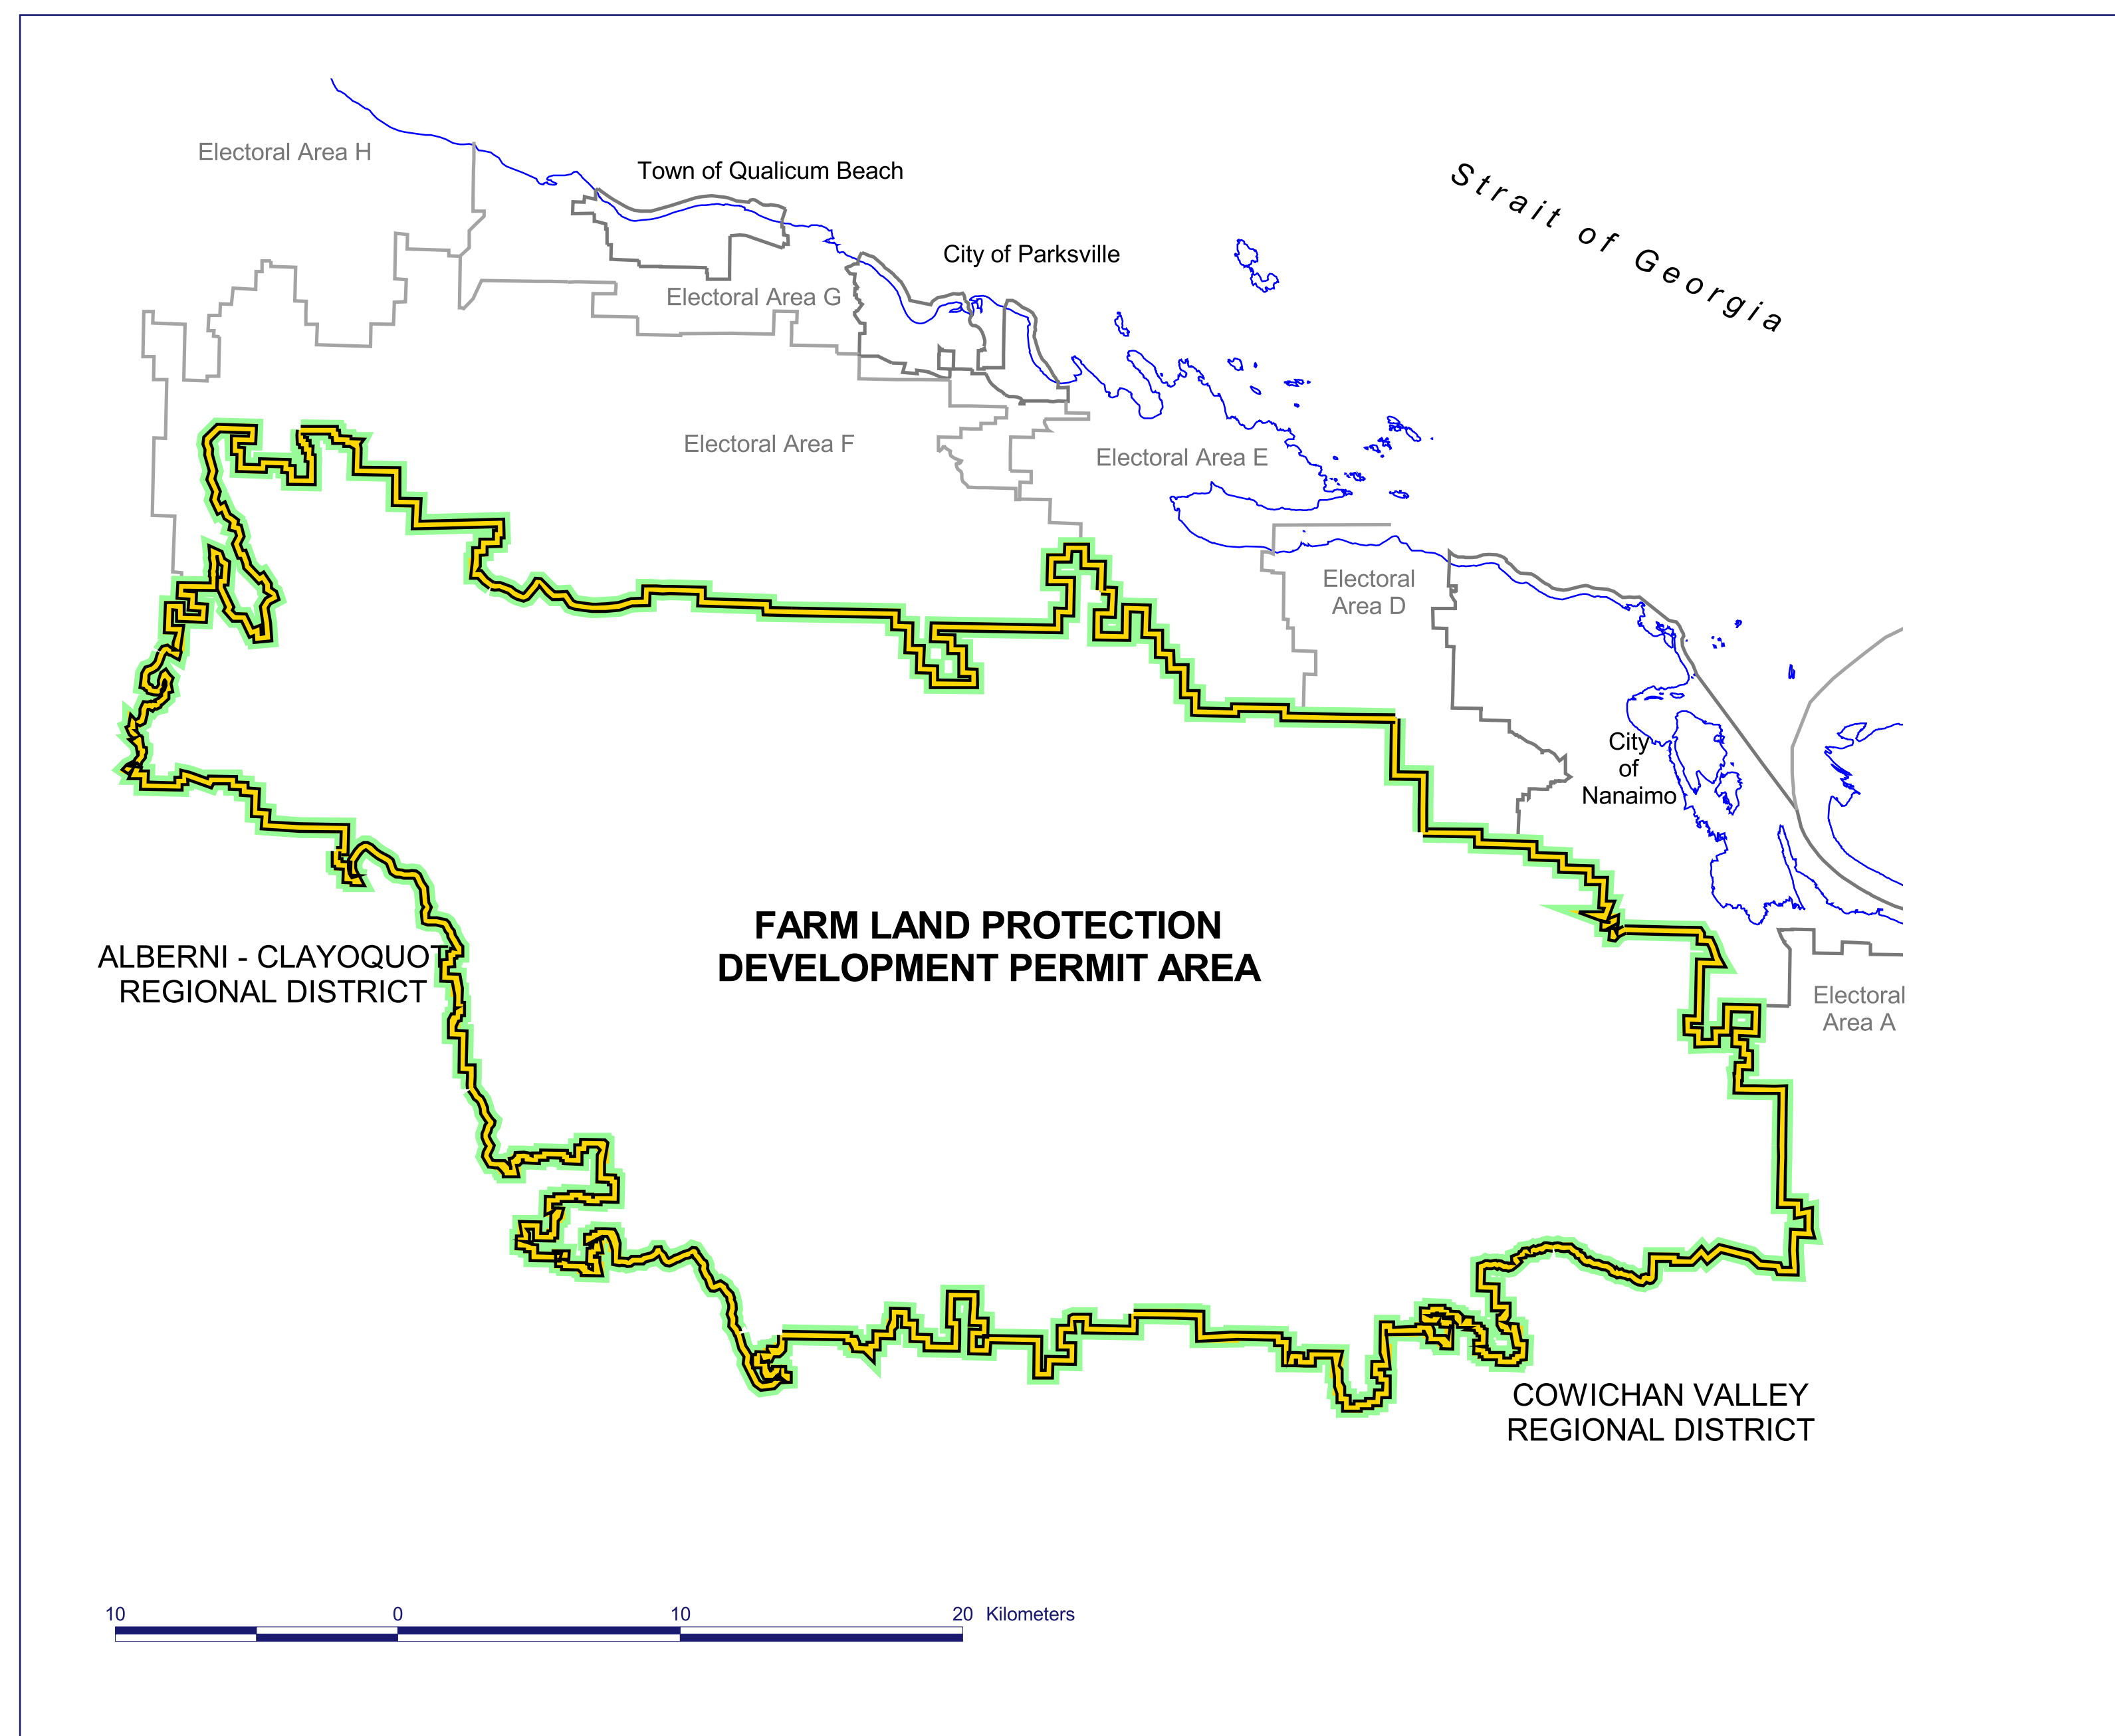 Electoral Area H
Town of Qualicum Beach
Strait of Georgia
City of Parksville
Electoral Area G
Electoral Area F
Electoral Area E
Electoral
Area D
City
of
Nanaimo
FARM LAND PROTECTION
DEVELOPMENT PERMIT AREA
ALBERNI - CLAYOQUOT
REGIONAL DISTRICT
Electoral
Area A
COWICHAN VALLEY
REGIONAL DISTRICT
10 0 10 20 Kilometers